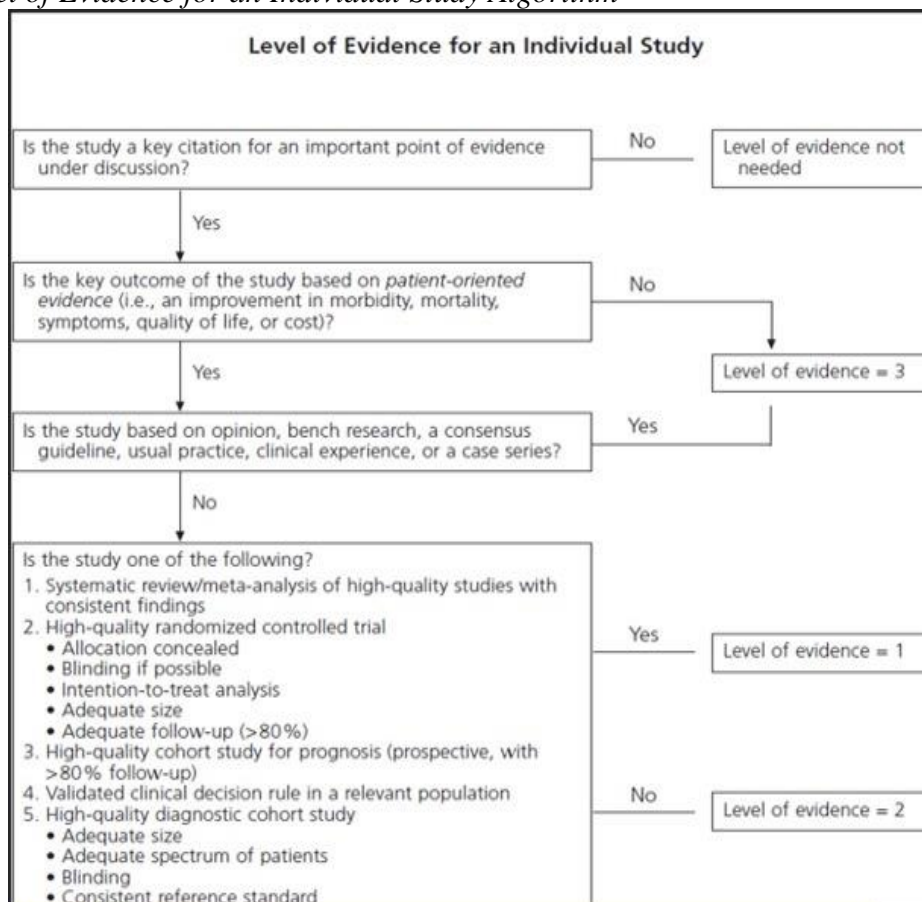 of Evidence for an Individual Study Algorithm
Level of Evidence for an Individual Study
Is the study a key citation for an important point of evidence
under discussion?
No
Level of evidence not
needed
Yes
Is the key outcome of the study based on patient-oriented
evidence (i.e., an improvement in morbidity, mortality,
symptoms, quality of life, or cost)?
No
Level of evidence = 3
Yes
Is the study based on opinion, bench research, a consensus
guideline, usual practice, clinical experience, or a case series?
Yes
No
Is the study one of the following?
1. Systematic review/meta-analysis of high-quality studies with
consistent findings
2. High-quality randomized controlled trial
• Allocation concealed
• Blinding if possible
• Intention-to-treat analysis
• Adequate size
• Adequate follow-up (>80%)
3. High-quality cohort study for prognosis (prospective, with
>80% follow-up)
4. Validated clinical decision rule in a relevant population
5. High-quality diagnostic cohort study
• Adequate size
• Adequate spectrum of patients
• Blinding
• Consistent reference standard
Yes
Level of evidence = 1
No
Level of evidence = 2